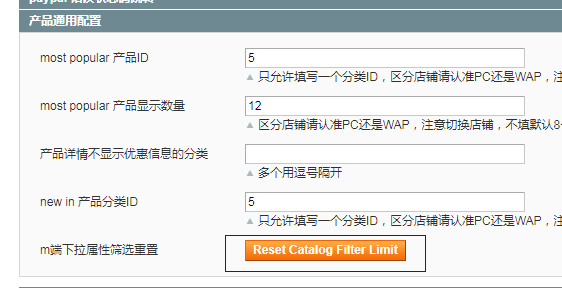 产品通用配置
most popular 产品ID
5
只允许填写一个分类ID，区分店铺请认准PC还是WAP，注
most popular 产品显示数量
12
区分店铺请认准PC还是WAP，注意切换店铺，不填默认8
产品详情不显示优惠信息的分类
多个用逗号隔开
new in 产品分类ID
5
只允许填写一个分类ID，区分店铺请认准PC还是WAP，注
m端下拉属性筛选重置
Reset Catalog Filter Limit